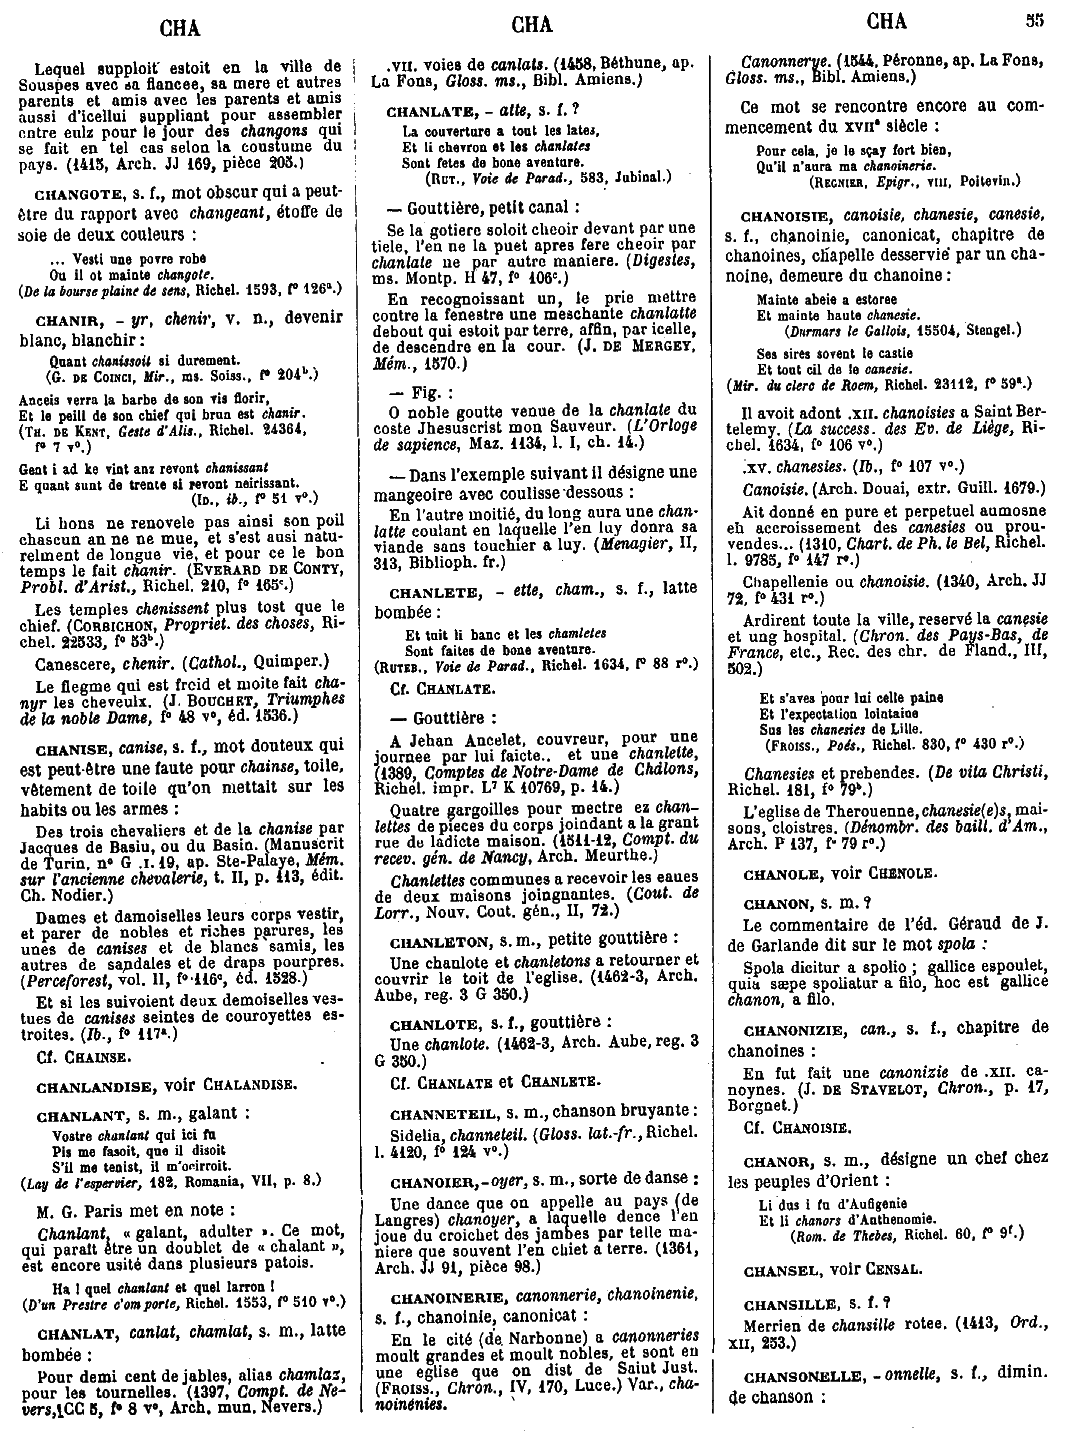 CHA
Lequel supploit estoit en la ville de
Souspes avec sa fiancee, sa mere et autres
parents et amis avec les parents et amis
aussi d'icellui suppliant pour assembler
entre eulz pour le jour des changons qui
se fait en tel cas selon la coustume du
pays. (1415, Arch. JJ 169, pièce 205.)
CHANGOTE, s. f., mot obscur qui a peut-
être du rapport avec changeant, étoffe de
soie de deux couleurs :
... Vesti une povre robe
Ou il ot mainte changote.
(De la bourse plaine de sens, Richel. 1593, f° 126ª.)
CHANIR, - yr, chenir, v. n., devenir
blanc, blanchir :
Quant chanissoit si durement.
(G. DE COINCI, Mir., ms. Soiss., f° 204ᵇ.)
Anceis verra la barbe de son vis florir,
Et le peill de son chief qui brun est chanir.
(TH. DE KENT, Geste d'Alis., Richel. 24364,
f° 7 v°.)
Gent i ad ke vint anz revont chanissant
E quant sunt de trente si revont neirissant.
(ID., ib., f° 51 v°.)
Li hons ne renovele pas ainsi son poil
chascun an ne ne mue, et s'est ausi natu-
relment de longue vie, et pour ce le bon
temps le fait chanir. (EVERARD DE CONTY,
Probl. d'Arist., Richel. 210, f° 165ᶜ.)
Les temples chenissent plus tost que le
chief. (CORBICHON, Propriet. des choses, Ri-
chel. 22533, f° 53ᵇ.)
Canescere, chenir. (Cathol., Quimper.)
Le flegme qui est froid et moite fait cha-
nyr les cheveulx. (J. BOUCHET, Triumphes
de la noble Dame, f° 48 v°, éd. 1536.)
CHANISE, canise, s. f., mot douteux qui
est peut-être une faute pour chainse, toile,
vêtement de toile qu'on mettait sur les
habits ou les armes :
Des trois chevaliers et de la chanise par
Jacques de Basiu, ou du Basin. (Manuscrit
de Turin, n° G .I. 19, ap. Ste-Palaye, Mém.
sur l'ancienne chevalerie, t. II, p. 113, édit.
Ch. Nodier.)
Dames et damoiselles leurs corps vestir,
et parer de nobles et riches parures, les
unes de canises et de blancs samis, les
autres de sandales et de draps pourpres.
(Perceforest, vol. II, f° 116ᶜ, éd. 1528.)
Et si les suivoient deux demoiselles ves-
tues de canises seintes de couroyettes es-
troites. (Ib., f° 117ª.)
Cf. CHAINSE.
CHANLANDISE, voir CHALANDISE.
CHANLANT, s. m., galant :
Vostre chanlant qui ici fu
Pis me fasoit, que il disoit
S'il me tenist, il m'ocirroit.
(Lay de l'espervier, 182, Romania, VII, p. 8.)
M. G. Paris met en note :
Chanlant, « galant, adulter ». Ce mot,
qui paraît être un doublet de « chalant »,
est encore usité dans plusieurs patois.
Ha ! quel chanlant et quel larron !
(D'un Prestre c'om porte, Richel. 1553, f° 510 v°.)
CHANLAT, canlat, chamlat, s. m., latte
bombée :
Pour demi cent de jables, alias chamlaz,
pour les tournelles. (1397, Compt. de Ne-
vers, CC 5, f° 8 v°, Arch. mun. Nevers.)
CHA
.VII. voies de canlats. (1458, Béthune, ap.
La Fons, Gloss. ms., Bibl. Amiens.)
CHANLATE, - atte, s. f. ?
La couverture a tout les lates,
Et li chevron et les chanlates
Sont fetes de bone aventure.
(RUT., Voie de Parad., 583, Jubinal.)
— Gouttière, petit canal :
Se la gotiere soloit cheoir devant par une
tiele, l'en ne la puet apres fere cheoir par
chanlate ne par autre maniere. (Digestes,
ms. Montp. H 47, f° 106ᶜ.)
En recognoissant un, le prie mettre
contre la fenestre une meschante chanlatte
debout qui estoit par terre, affin, par icelle,
de descendre en la cour. (J. DE MERGEY,
Mém., 1570.)
— Fig. :
O noble goutte venue de la chanlate du
coste Jhesuscrist mon Sauveur. (L'Orloge
de sapience, Maz. 1134, l. I, ch. 14.)
— Dans l'exemple suivant il désigne une
mangeoire avec coulisse dessous :
En l'autre moitié, du long aura une chan-
latte coulant en laquelle l'en luy donra sa
viande sans touchier a luy. (Menagier, II,
313, Biblioph. fr.)
CHANLETE, - ette, cham., s. f., latte
bombée :
Et tuit li banc et les chamletes
Sont faites de bone aventure.
(RUTEB., Voie de Parad., Richel. 1634, f° 88 r°.)
Cf. CHANLATE.
— Gouttière :
A Jehan Ancelet, couvreur, pour une
journee par lui faicte.. et une chanlette,
(1389, Comptes de Notre-Dame de Châlons,
Richel. impr. L⁷ K 10769, p. 14.)
Quatre gargoilles pour mectre ez chan-
lettes de pieces du corps joindant a la grant
rue de ladicte maison. (1511-12, Compt. du
recev. gén. de Nancy, Arch. Meurthe.)
Chanlettes communes a recevoir les eaues
de deux maisons joingnantes. (Cout. de
Lorr., Nouv. Cout. gén., II, 72.)
CHANLETON, s. m., petite gouttière :
Une chanlote et chanletons a retourner et
couvrir le toit de l'eglise. (1462-3, Arch.
Aube, reg. 3 G 350.)
CHANLOTE, s. f., gouttière :
Une chanlote. (1462-3, Arch. Aube, reg. 3
G 350.)
Cf. CHANLATE et CHANLETE.
CHANNETEIL, s. m., chanson bruyante :
Sidelia, channeteil. (Gloss. lat.-fr., Richel.
l. 4120, f° 124 v°.)
CHANOIER, -oyer, s. m., sorte de danse :
Une dance que on appelle au pays (de
Langres) chanoyer, a laquelle dence l'en
joue du croichet des jambes par telle ma-
niere que souvent l'en chiet a terre. (1361,
Arch. JJ 91, pièce 98.)
CHANOINERIE, canonnerie, chanoinenie,
s. f., chanoinie, canonicat :
En le cité (de Narbonne) a canonneries
moult grandes et moult nobles, et sont en
une eglise que on dist de Saint Just.
(FROISS., Chron., IV, 170, Luce.) Var., cha-
noinénies.
CHA 55
Canonnerye. (1544, Péronne, ap. La Fons,
Gloss. ms., Bibl. Amiens.)
Ce mot se rencontre encore au com-
mencement du XVIIᵉ siècle :
Pour cela, je le sçay fort bien,
Qu'il n'aura ma chanoinerie.
(REGNIER, Epigr., VIII, Poitevin.)
CHANOISIE, canoisie, chanesie, canesie,
s. f., chanoinie, canonicat, chapitre de
chanoines, chapelle desservie par un cha-
noine, demeure du chanoine :
Mainte abeie a estoree
Et mainte haute chanesie.
(Durmars le Gallois, 15504, Stengel.)
Ses sires sovent le castie
Et tout cil de le canesie.
(Mir. du clerc de Roem, Richel. 23112, f° 59ª.)
Il avoit adont .XII. chanoisies a Saint Ber-
telemy. (La success. des Ev. de Liège, Ri-
chel. 1634, f° 106 v°.)
.XV. chanesies. (Ib., f° 107 v°.)
Canoisie. (Arch. Douai, extr. Guill. 1679.)
Ait donné en pure et perpetuel aumosne
eh accroissement des canesies ou prou-
vendes... (1310, Chart. de Ph. le Bel, Richel.
l. 9785, f° 147 r°.)
Chapellenie ou chanoisie. (1340, Arch. JJ
72, f° 431 r°.)
Ardirent toute la ville, reservé la canesie
et ung hospital. (Chron. des Pays-Bas, de
France, etc., Rec. des chr. de Fland., III,
502.)
Et s'aves pour lui celle paine
Et l'expectation lointaine
Sus les chanesies de Lille.
(FROISS., Poés., Richel. 830, f° 430 r°.)
Chanesies et prebendes. (De vita Christi,
Richel. 181, f° 79ᵇ.)
L'eglise de Therouenne, chanesie(e)s, mai-
sons, cloistres. (Dénombr. des baill. d'Am.,
Arch. P 137, f° 79 r°.)
CHANOLE, voir CHENOLE.
CHANON, s. m. ?
Le commentaire de l'éd. Géraud de J.
de Garlande dit sur le mot spola :
Spola dicitur a spolio ; gallice espoulet,
quia sæpe spoliatur a filo, hoc est gallice
chanon, a filo.
CHANONIZIE, can., s. f., chapitre de
chanoines :
En fut fait une canonizie de .XII. ca-
noynes. (J. DE STAVELOT, Chron., p. 17,
Borgnet.)
Cf. CHANOISIE.
CHANOR, s. m., désigne un chef chez
les peuples d'Orient :
Li dus i fu d'Aufigenie
Et li chanors d'Anthenomie.
(Rom. de Thebes, Richel. 60, f° 9ᶠ.)
CHANSEL, voir CENSAL.
CHANSILLE, s. f. ?
Merrien de chansille rotee. (1413, Ord.,
XII, 253.)
CHANSONELLE, - onnelle, s. f., dimin.
de chanson :